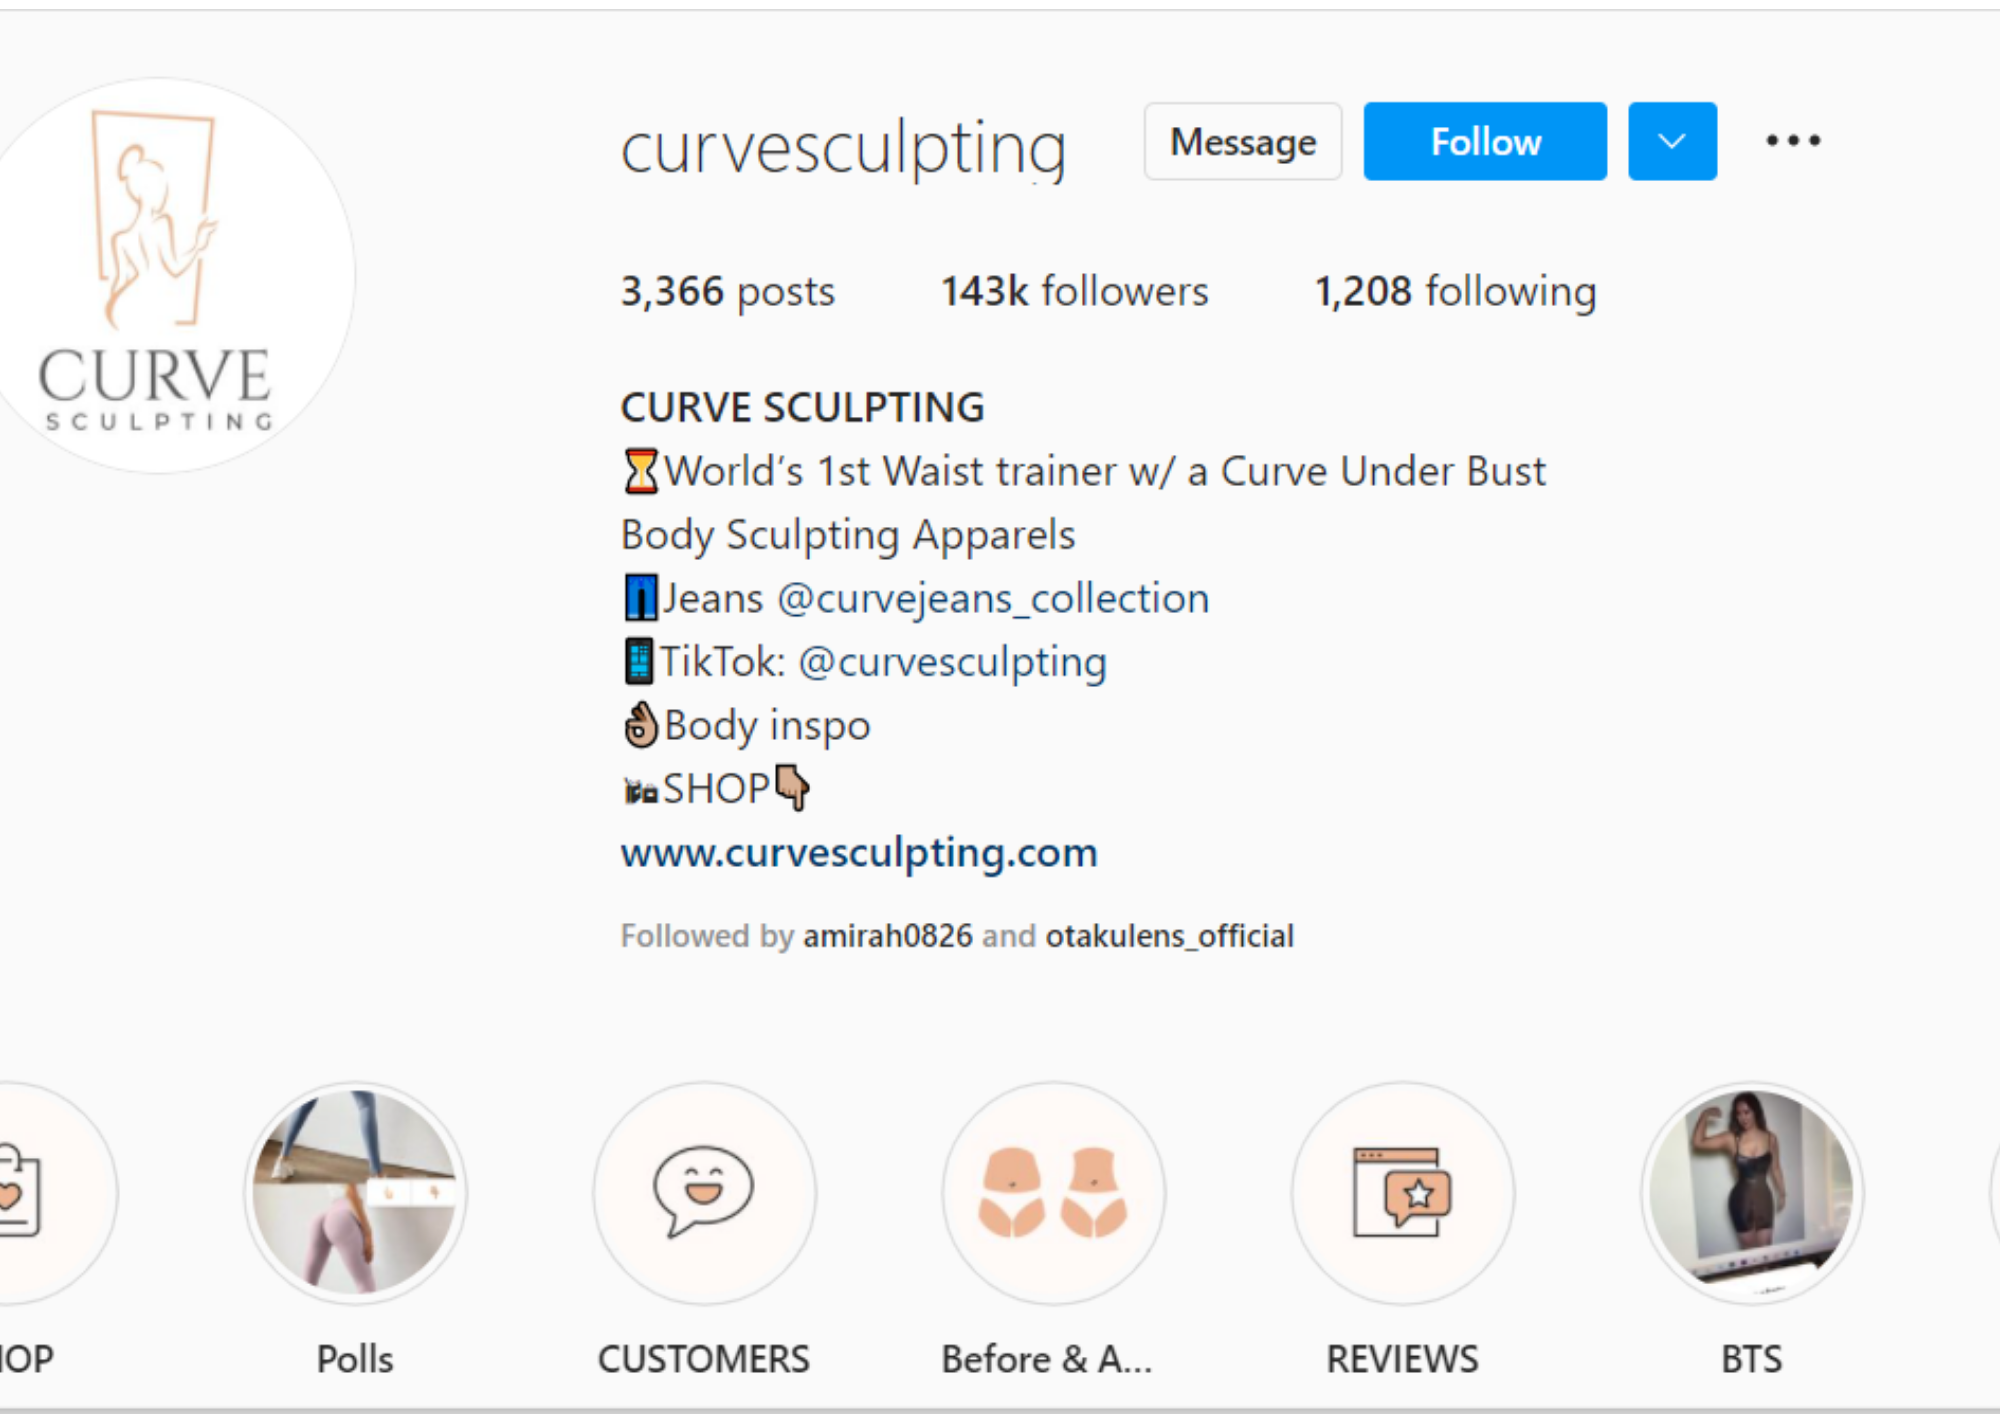 curvesculpting Message Follow
3,366 posts 143k followers 1,208 following
CURVE
SCULPTING
CURVE SCULPTING
⏳World's 1st Waist trainer w/ a Curve Under Bust
Body Sculpting Apparels
👖Jeans @curvejeans_collection
📱TikTok: @curvesculpting
👌🏽Body inspo
🛍SHOP👇🏽
www.curvesculpting.com
Followed by amirah0826 and otakulens_official
IOP Polls CUSTOMERS Before & A... REVIEWS BTS